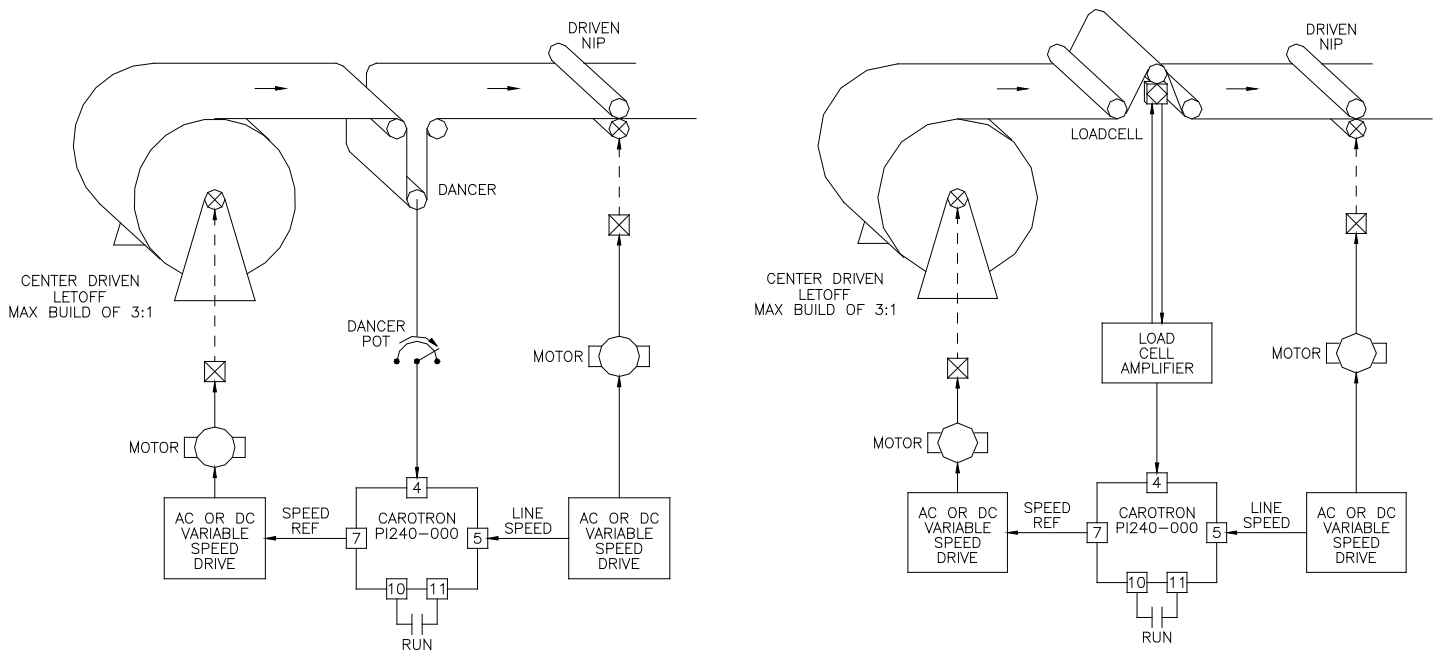 DRIVEN
NIP
DANCER
CENTER DRIVEN
LETOFF
MAX BUILD OF 3:1
DANCER
POT
MOTOR
MOTOR
4
AC OR DC
VARIABLE
SPEED
DRIVE
SPEED
REF
7
CAROTRON
PI240-000
5
LINE
SPEED
AC OR DC
VARIABLE
SPEED
DRIVE
10
11
RUN
DRIVEN
NIP
LOADCELL
CENTER DRIVEN
LETOFF
MAX BUILD OF 3:1
LOAD
CELL
AMPLIFIER
MOTOR
MOTOR
4
AC OR DC
VARIABLE
SPEED
DRIVE
SPEED
REF
7
CAROTRON
PI240-000
5
LINE
SPEED
AC OR DC
VARIABLE
SPEED
DRIVE
10
11
RUN